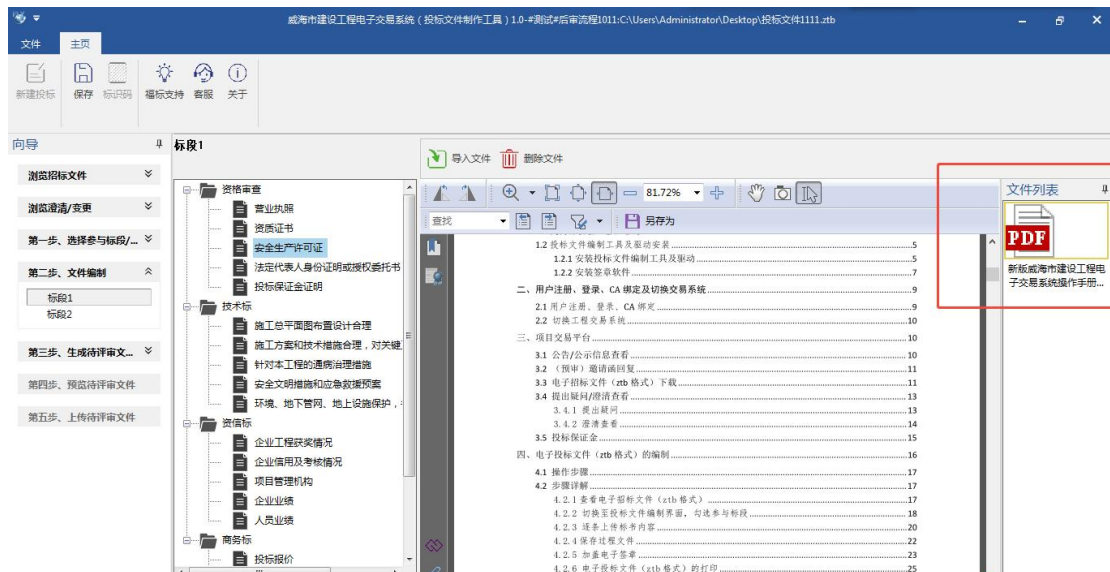 威海市建设工程电子交易系统（投标文件制作工具）1.0-#测试#后审流程1011:C:\Users\Administrator\Desktop\投标文件1111.ztb
文件 主页
新建投标 保存 标识码 福标支持 客服 关于
向导
浏览招标文件
浏览澄清/变更
第一步、选择参与标段/...
第二步、文件编制
标段1
标段2
第三步、生成待评审文...
第四步、预览待评审文件
第五步、上传待评审文件
标段1
资格审查
营业执照
资质证书
安全生产许可证
法定代表人身份证明或授权委托书
投标保证金证明
技术标
施工总平面图布置设计合理
施工方案和技术措施合理，对关键
针对本工程的通病治理措施
安全文明措施和应急救援预案
环境、地下管网、地上设施保护，
资信标
企业工程获奖情况
企业信用及考核情况
项目管理机构
企业业绩
人员业绩
商务标
投标报价
导入文件 删除文件
81.72%
查找 另存为
1.2 投标文件制作工具及驱动安装.....5
1.2.1 安装投标文件编制工具及驱动.....5
1.2.2 安装签章软件.....7
二、用户注册、登录、CA 绑定及切换交易系统.....9
2.1 用户注册、登录、CA 绑定.....9
2.2 切换工程交易系统.....10
三、项目交易平台.....10
3.1 公告/公示信息查看.....10
3.2 （预审）邀请函回复.....11
3.3 电子招标文件（ztb 格式）下载.....11
3.4 提出疑问/澄清查看.....13
3.4.1 提出疑问.....13
3.4.2 澄清查看.....14
3.5 投标保证金.....15
四、电子投标文件（ztb 格式）的编制.....16
4.1 操作步骤.....17
4.2 步骤详解.....17
4.2.1 查看电子招标文件（ztb 格式）.....17
4.2.2 切换至投标文件编制界面，勾选参与标段.....18
4.2.3 逐条上传标书内容.....20
4.2.4 保存过程文件.....22
4.2.5 加盖电子签章.....23
4.2.6 电子投标文件（ztb 格式）的打印.....25
文件列表
PDF
新版威海市建设工程电
子交易系统操作手册...